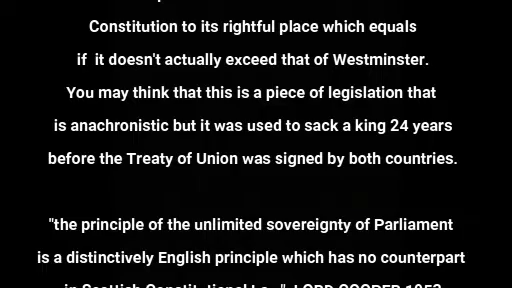 Constitution to its rightful place which equals
if it doesn't actually exceed that of Westminster.
You may think that this is a piece of legislation that
is anachronistic but it was used to sack a king 24 years
before the Treaty of Union was signed by both countries.
"the principle of the unlimited sovereignty of Parliament
is a distinctively English principle which has no counterpart
in Scottish Constitutional